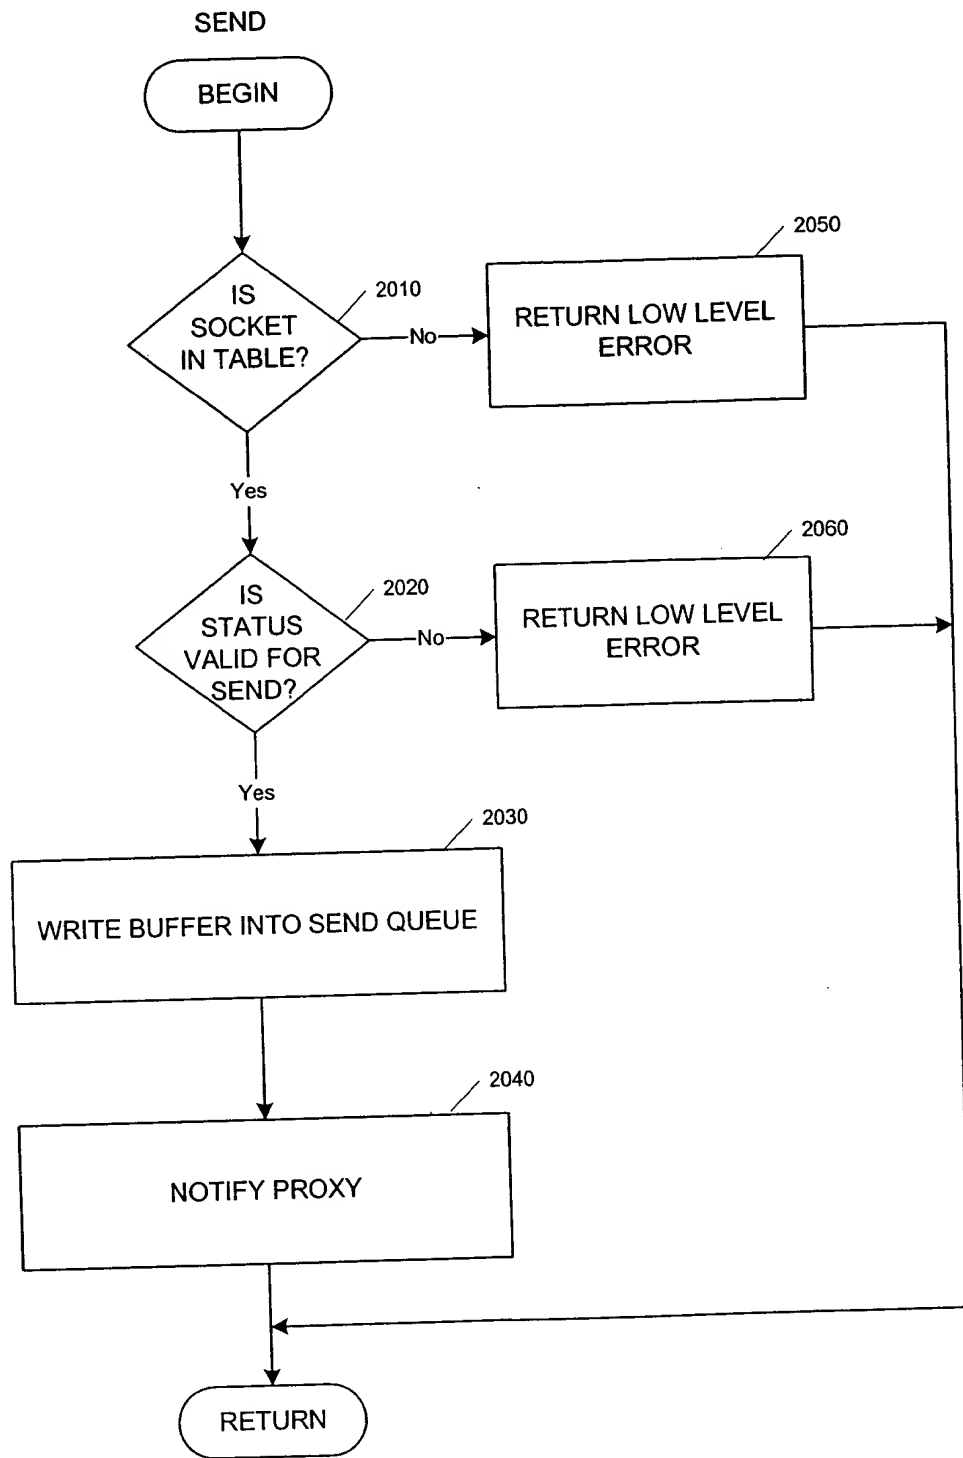 SEND
BEGIN
2050
IS
SOCKET
IN TABLE?
2010
No
RETURN LOW LEVEL
ERROR
Yes
2060
IS
STATUS
VALID FOR
SEND?
2020
No
RETURN LOW LEVEL
ERROR
Yes
2030
WRITE BUFFER INTO SEND QUEUE
2040
NOTIFY PROXY
RETURN